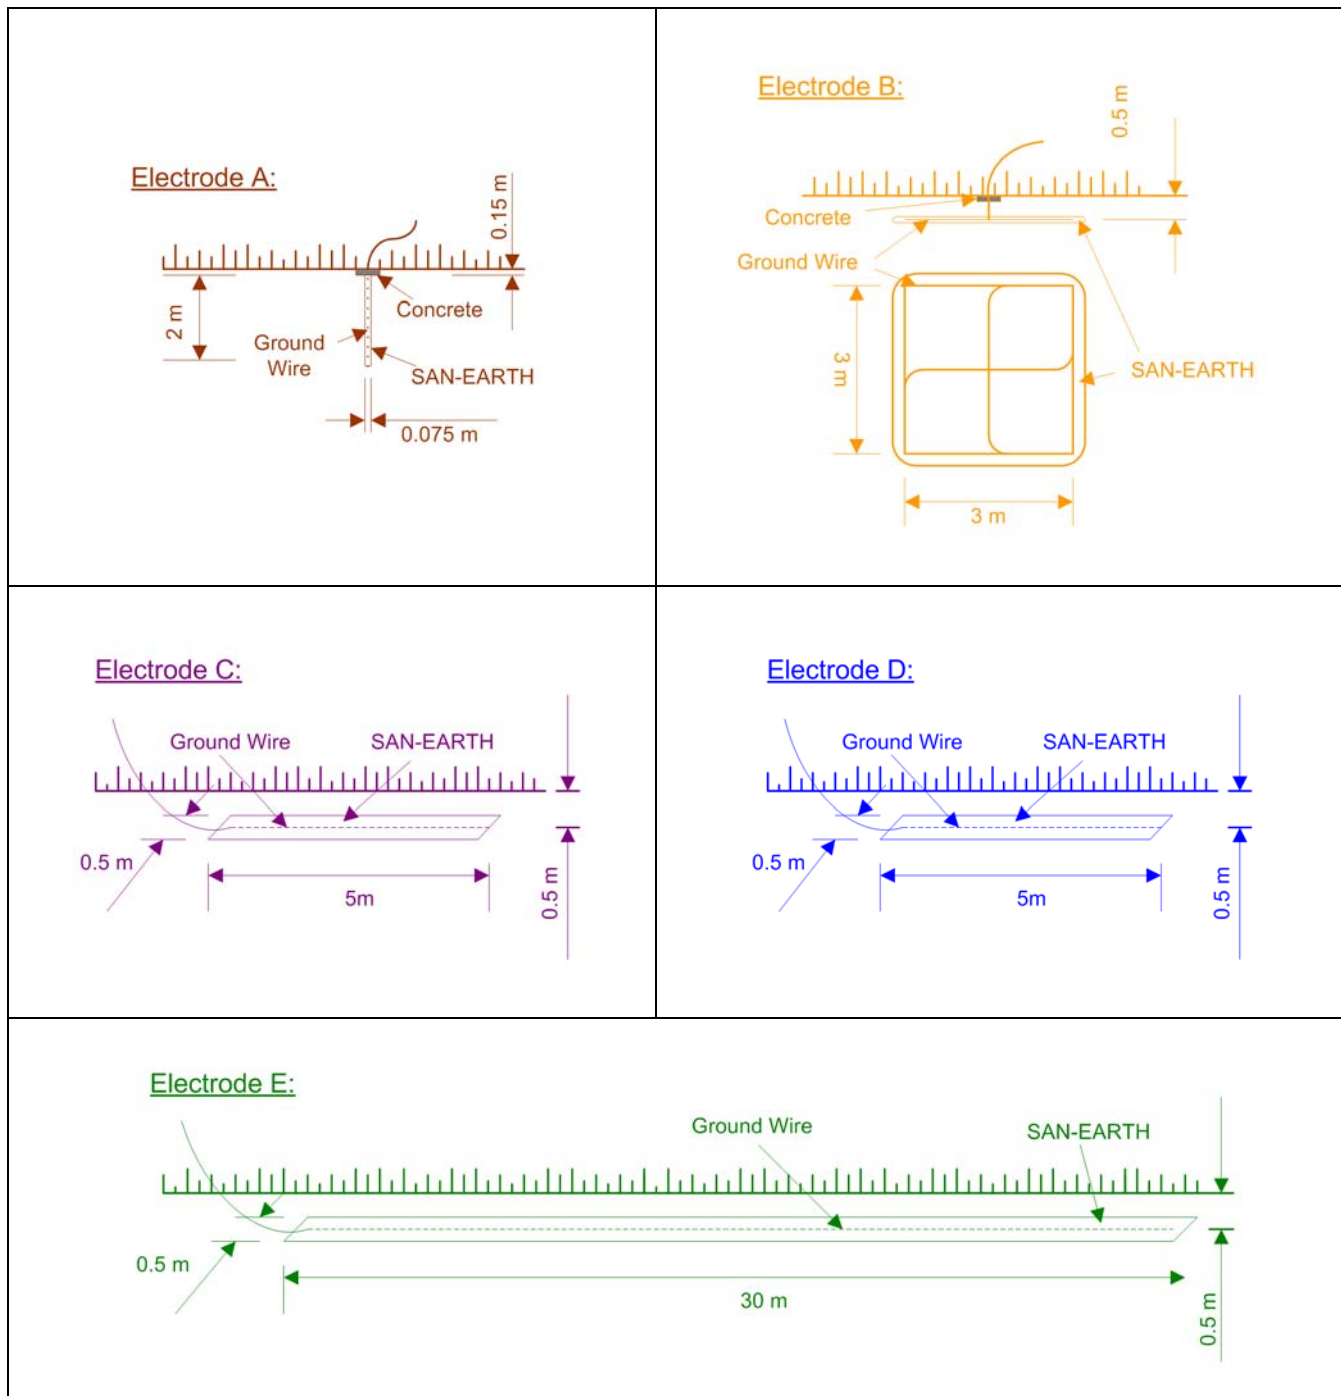 Electrode A:
0.15 m
2 m
Concrete
Ground
Wire
SAN-EARTH
0.075 m
Electrode B:
0.5 m
Concrete
Ground Wire
3 m
SAN-EARTH
3 m
Electrode C:
Ground Wire
SAN-EARTH
0.5 m
5m
0.5 m
Electrode D:
Ground Wire
SAN-EARTH
0.5 m
5m
0.5 m
Electrode E:
Ground Wire
SAN-EARTH
0.5 m
30 m
0.5 m